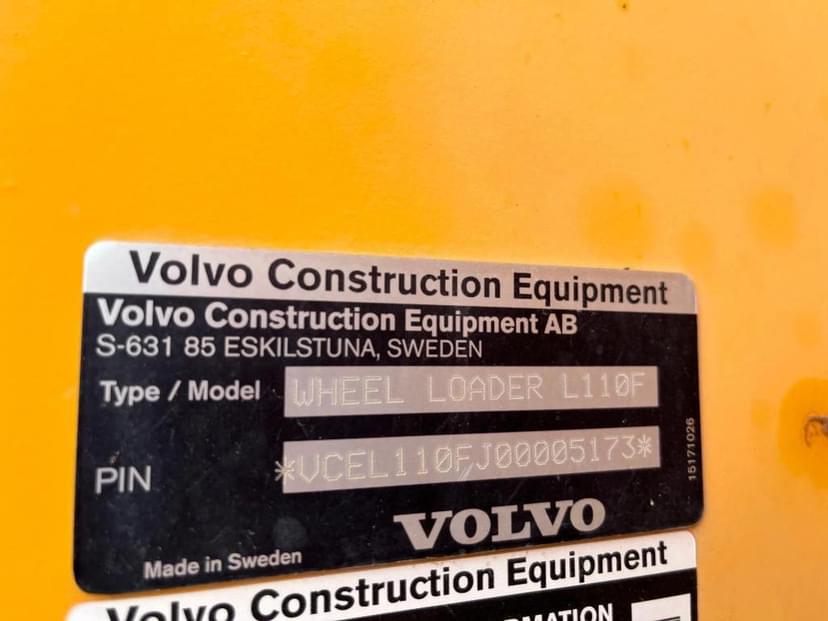 Volvo Construction Equipment
Volvo Construction Equipment AB
S-631 85 ESKILSTUNA, SWEDEN
Type / Model WHEEL LOADER L110F
PIN *VCEL110FJ00005173*
15171026
VOLVO
Made in Sweden
Volvo Construction Equipment